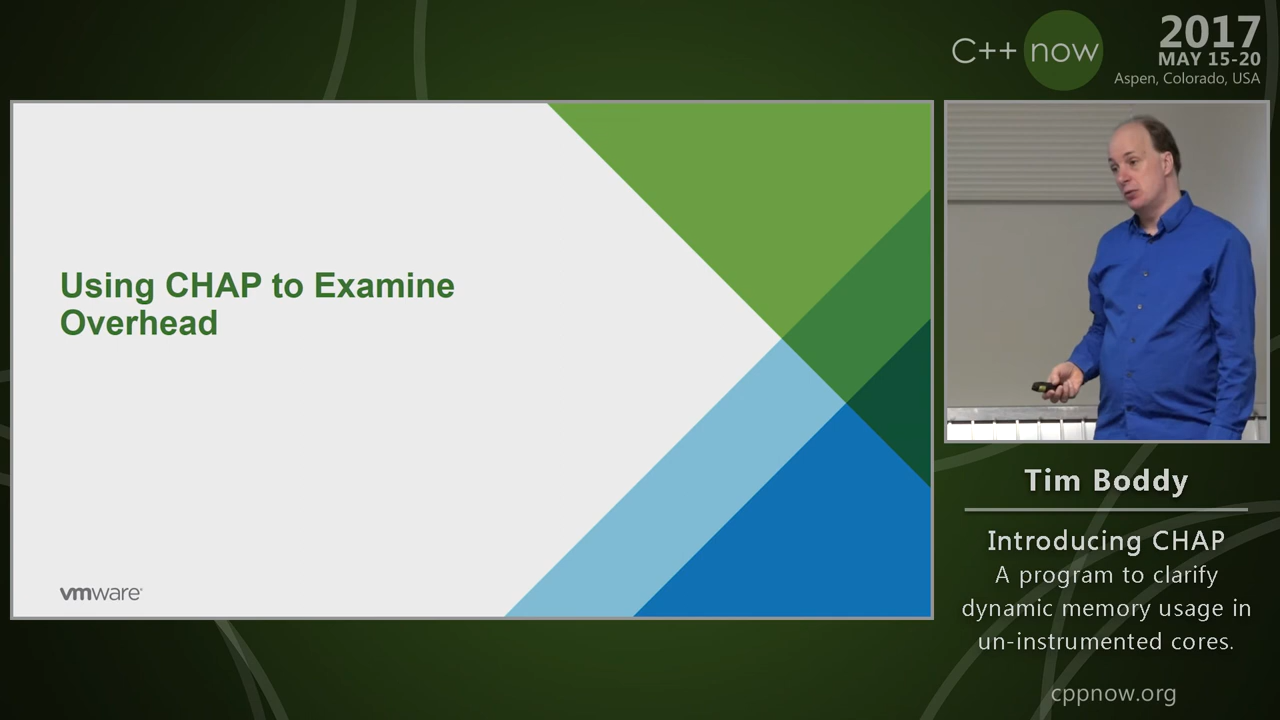 C++ now
2017
MAY 15-20
Aspen, Colorado, USA
Using CHAP to Examine
Overhead
vmware®
Tim Boddy
Introducing CHAP
A program to clarify
dynamic memory usage in
un-instrumented cores.
cppnow.org